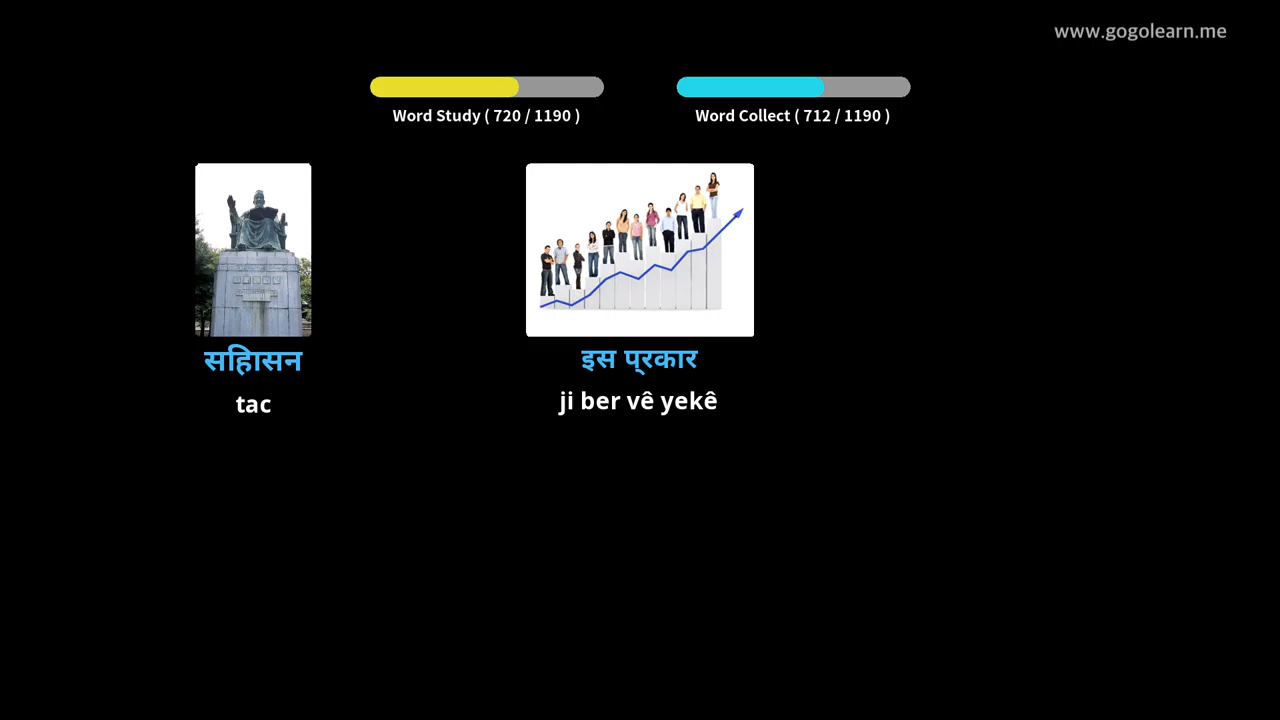 www.gogolearn.me
Word Study ( 720 / 1190 )
Word Collect ( 712 / 1190 )
सहिासन
tac
इस प्रकार
ji ber vê yekê